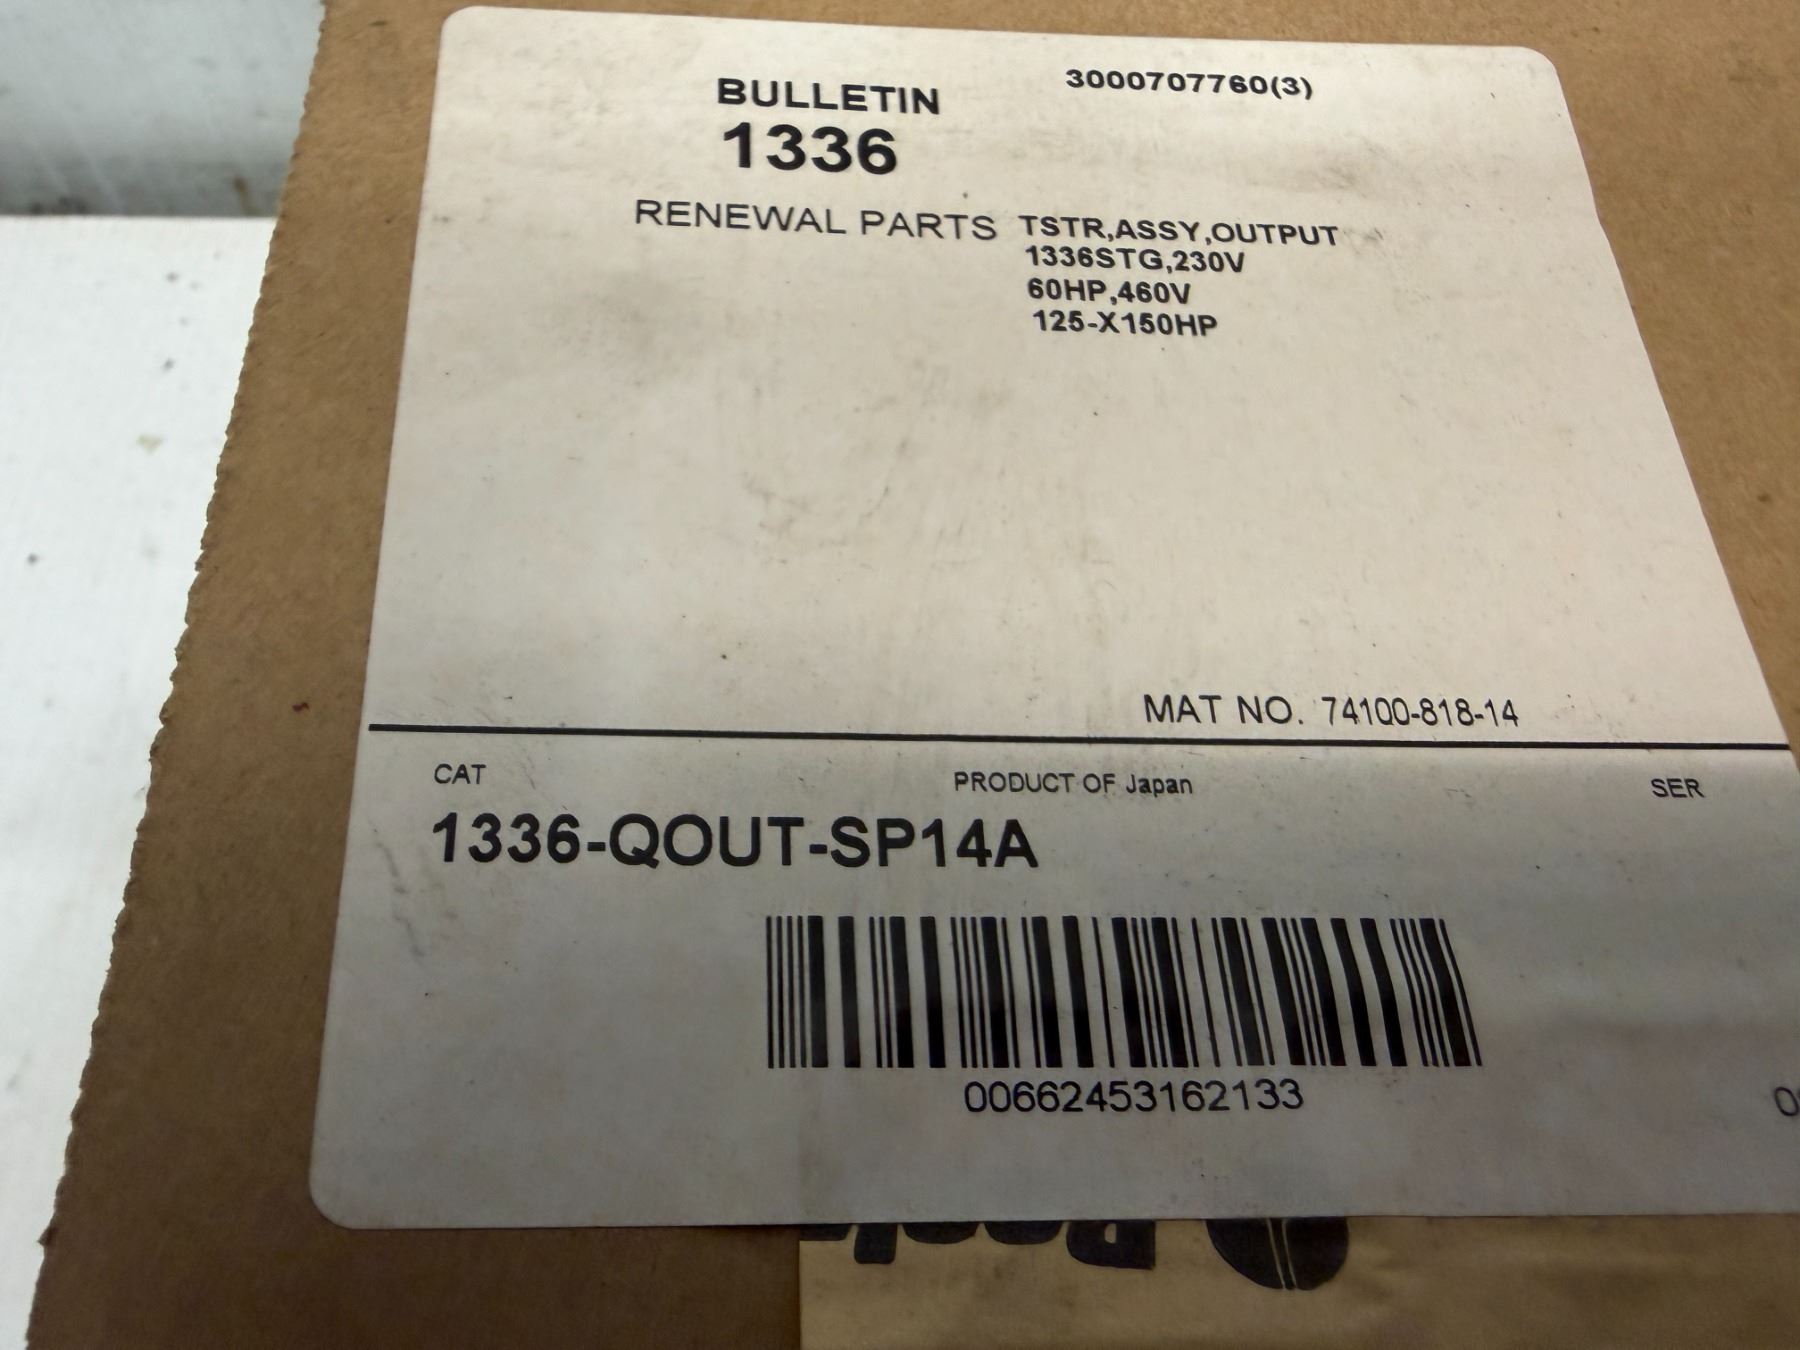 BULLETIN
1336
3000707760(3)
RENEWAL PARTS
TSTR,ASSY,OUTPUT
1336STG,230V
60HP,460V
125-X150HP
MAT NO. 74100-818-14
CAT
PRODUCT OF Japan
SER
1336-QOUT-SP14A
00662453162133